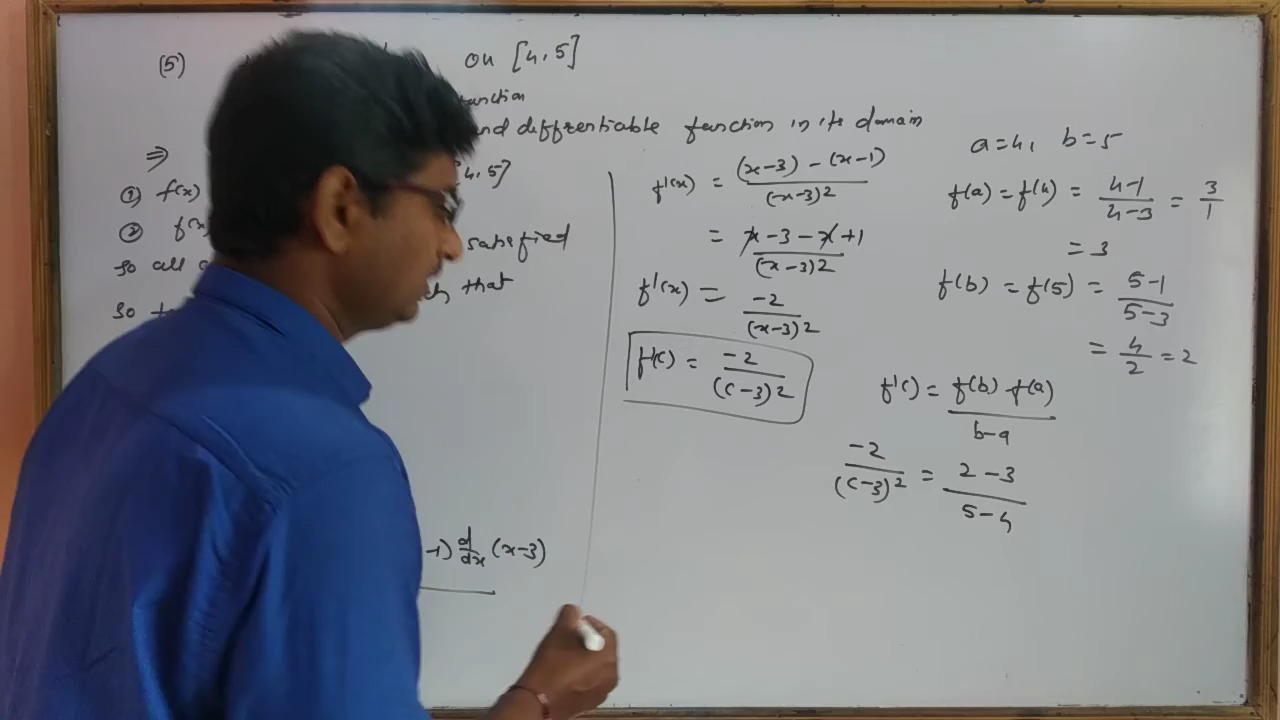 (5) on [4, 5]
function
and diffrentiable function in its domain
⇒ [4, 5]
① f(x)
② f(x) satisfied
so all that
so
-1) d/dx (x-3)
f'(x) = (x-3) - (x-1) / (x-3)²
= x - 3 - x + 1 / (x-3)²
f'(x) = -2 / (x-3)²
f'(c) = -2 / (c-3)²
a=4, b=5
f(a) = f(4) = 4-1 / 4-3 = 3/1
= 3
f(b) = f(5) = 5-1 / 5-3
= 4/2 = 2
f'() = f(b) - f(a) / b-a
-2 / (c-3)² = 2-3 / 5-4